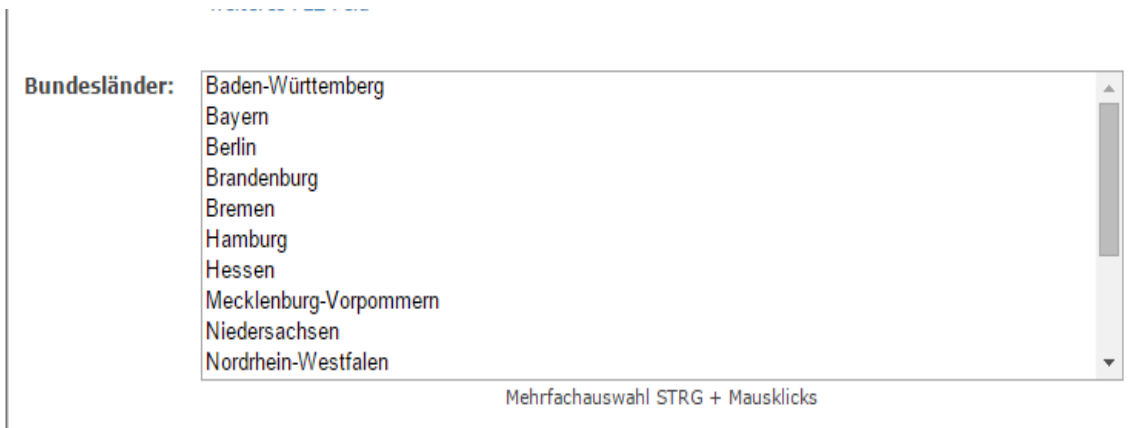 Bundesländer:
Baden-Württemberg
Bayern
Berlin
Brandenburg
Bremen
Hamburg
Hessen
Mecklenburg-Vorpommern
Niedersachsen
Nordrhein-Westfalen
Mehrfachauswahl STRG + Mausklicks